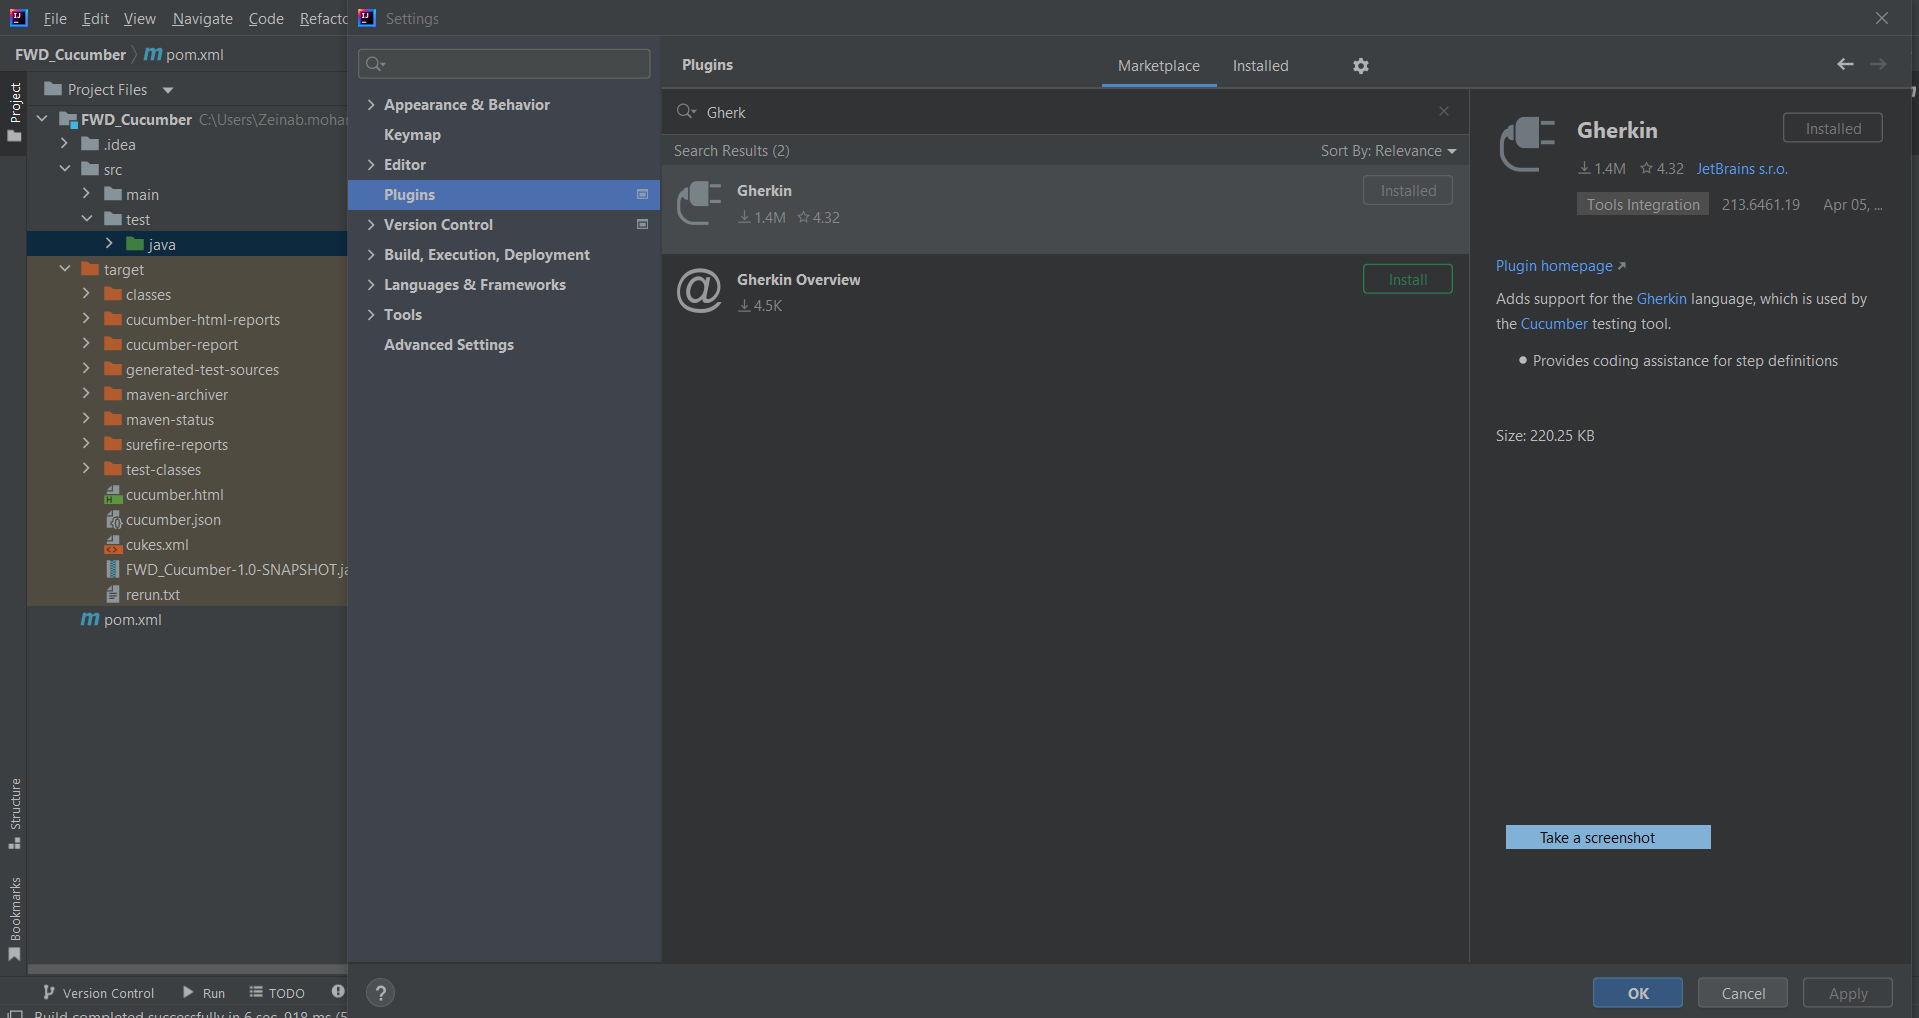 File Edit View Navigate Code Refacto
Settings
FWD_Cucumber
pom.xml
Project Files
Project
FWD_Cucumber C:\Users\Zeinab.mohar
.idea
src
main
test
java
target
classes
cucumber-html-reports
cucumber-report
generated-test-sources
maven-archiver
maven-status
surefire-reports
test-classes
cucumber.html
cucumber.json
cukes.xml
FWD_Cucumber-1.0-SNAPSHOT.ja
rerun.txt
pom.xml
Structure
Bookmarks
Version Control Run TODO
Build completed successfully in 6 sec, 918 ms (5
Appearance & Behavior
Keymap
Editor
Plugins
Version Control
Build, Execution, Deployment
Languages & Frameworks
Tools
Advanced Settings
?
Plugins
Marketplace Installed
Gherk
Search Results (2) Sort By: Relevance
Gherkin
1.4M 4.32
Installed
Gherkin Overview
4.5K
Install
Gherkin
Installed
1.4M 4.32 JetBrains s.r.o.
Tools Integration 213.6461.19 Apr 05, ...
Plugin homepage
Adds support for the Gherkin language, which is used by
the Cucumber testing tool.
Provides coding assistance for step definitions
Size: 220.25 KB
Take a screenshot
OK Cancel Apply